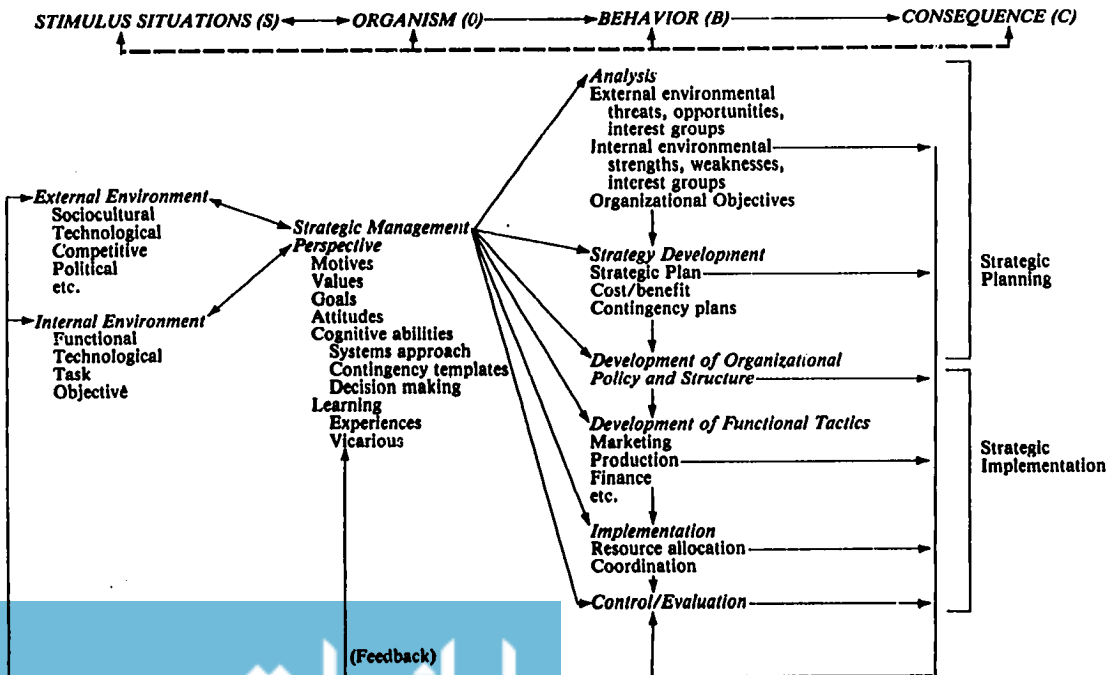 STIMULUS SITUATIONS (S)
ORGANISM (0)
BEHAVIOR (B)
CONSEQUENCE (C)
External Environment
Sociocultural
Technological
Competitive
Political
etc.
Internal Environment
Functional
Technological
Task
Objective
Strategic Management
Perspective
Motives
Values
Goals
Attitudes
Cognitive abilities
Systems approach
Contingency templates
Decision making
Learning
Experiences
Vicarious
(Feedback)
Analysis
External environmental
threats, opportunities,
interest groups
Internal environmental
strengths, weaknesses,
interest groups
Organizational Objectives
Strategy Development
Strategic Plan
Cost/benefit
Contingency plans
Development of Organizational
Policy and Structure
Development of Functional Tactics
Marketing
Production
Finance
etc.
Implementation
Resource allocation
Coordination
Control/Evaluation
Strategic
Planning
Strategic
Implementation